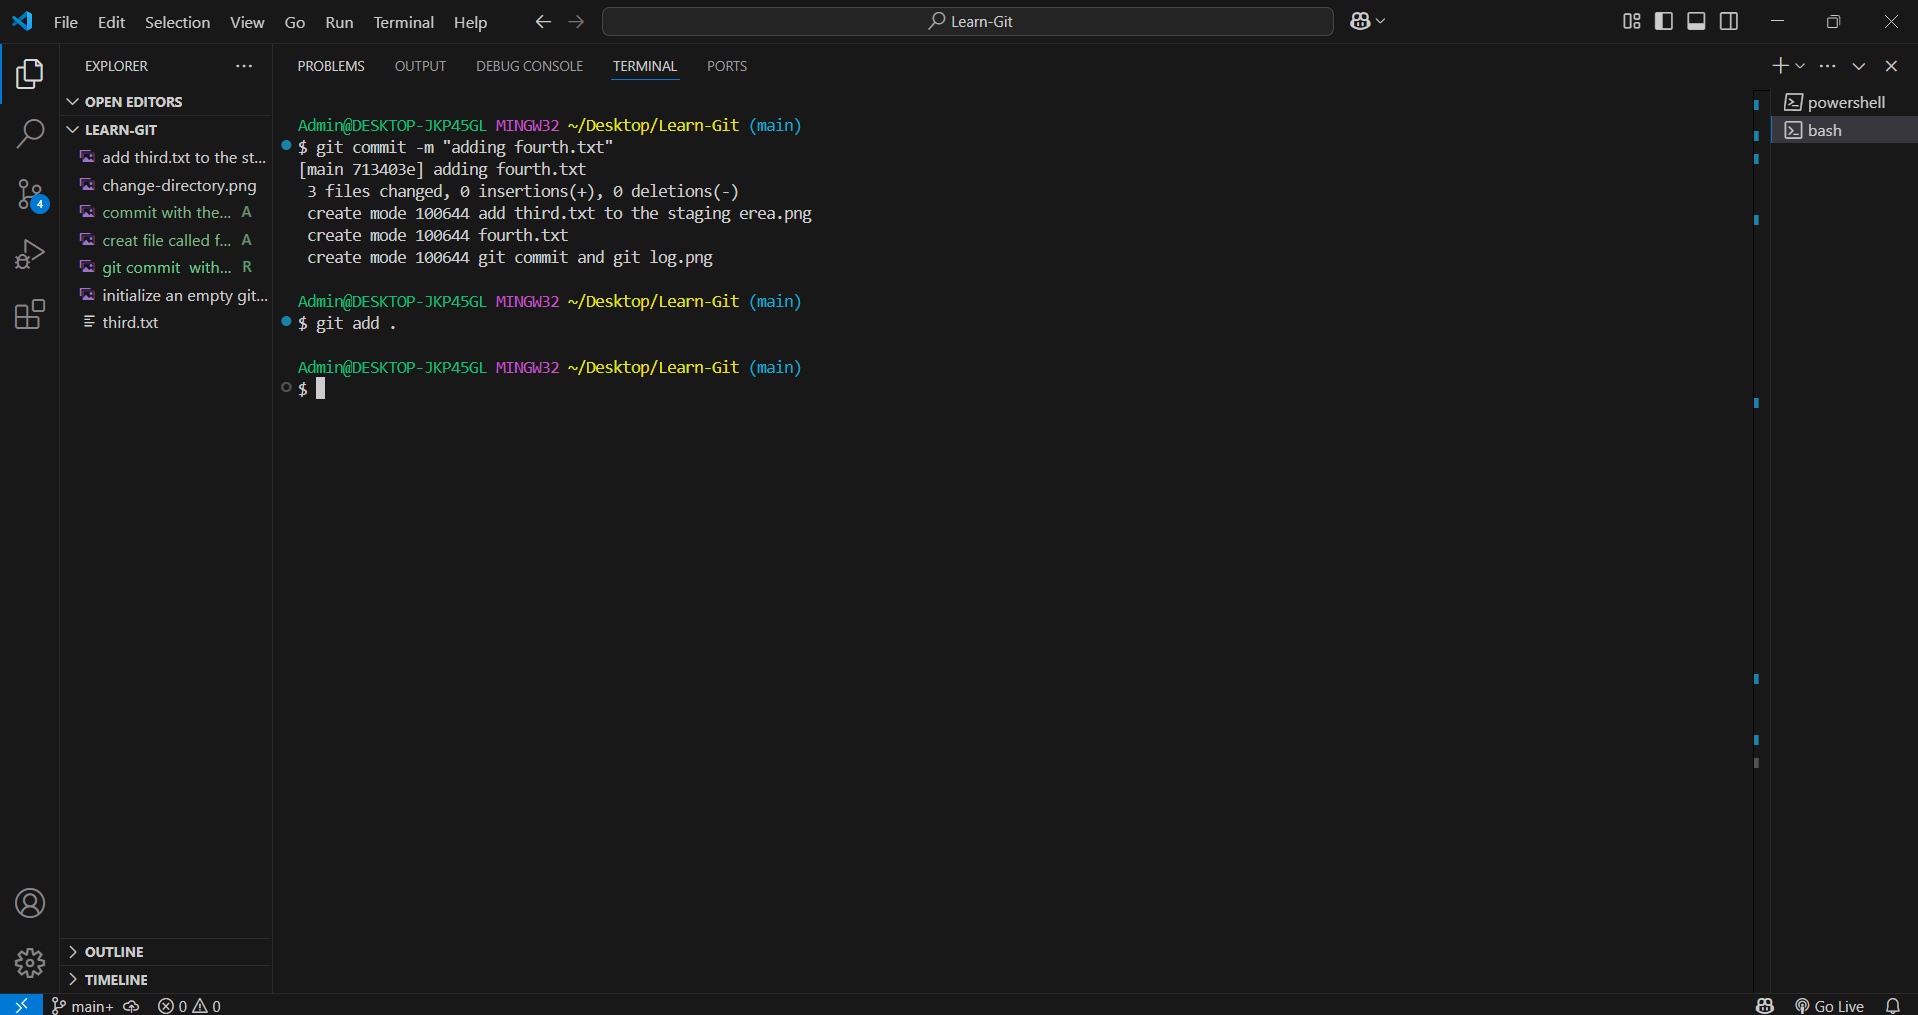 File Edit Selection View Go Run Terminal Help
Learn-Git
EXPLORER
OPEN EDITORS
LEARN-GIT
add third.txt to the st...
change-directory.png
commit with the... A
creat file called f... A
git commit  with... R
initialize an empty git...
third.txt
4
OUTLINE
TIMELINE
PROBLEMS OUTPUT DEBUG CONSOLE TERMINAL PORTS
Admin@DESKTOP-JKP45GL MINGW32 ~/Desktop/Learn-Git (main)
$ git commit -m "adding fourth.txt"
[main 713403e] adding fourth.txt
 3 files changed, 0 insertions(+), 0 deletions(-)
 create mode 100644 add third.txt to the staging erea.png
 create mode 100644 fourth.txt
 create mode 100644 git commit and git log.png
Admin@DESKTOP-JKP45GL MINGW32 ~/Desktop/Learn-Git (main)
$ git add .
Admin@DESKTOP-JKP45GL MINGW32 ~/Desktop/Learn-Git (main)
$
powershell
bash
main+ 0 0 Go Live